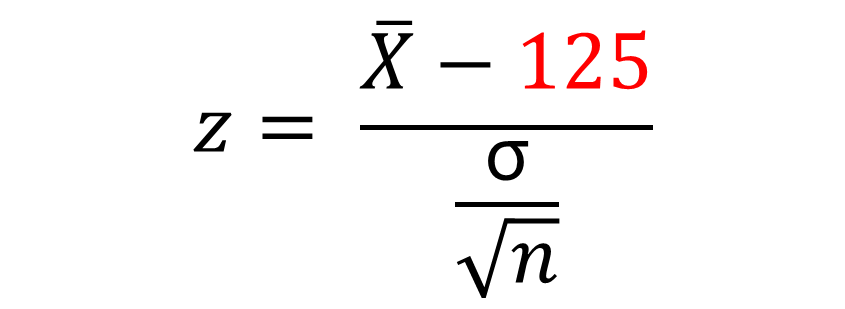 z = (X̄ − 125) / (σ / √n)